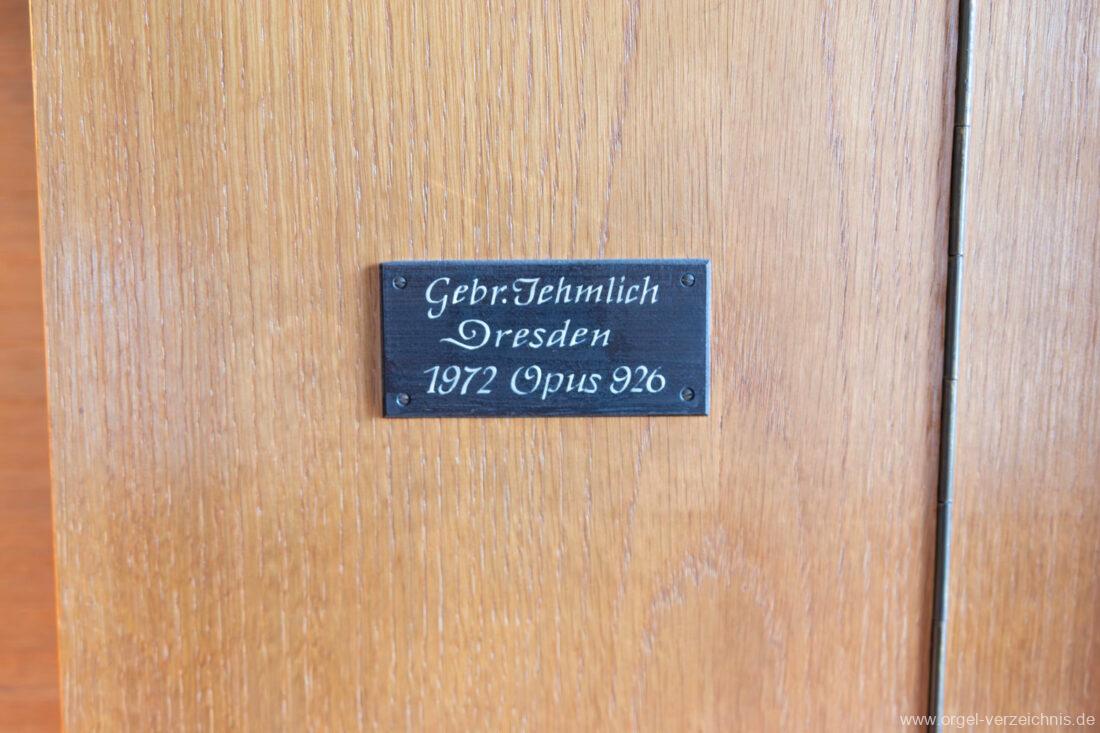 Gebr. Jehmlich
Dresden
1972 Opus 926
www.orgel-verzeichnis.de